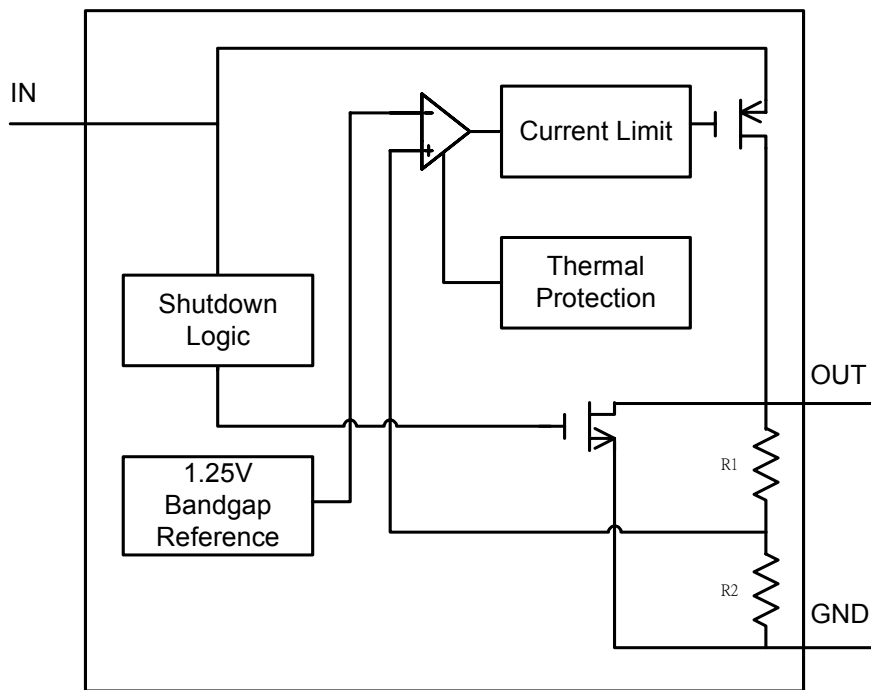 IN
Current Limit
Thermal
Protection
Shutdown
Logic
OUT
R1
1.25V
Bandgap
Reference
R2
GND